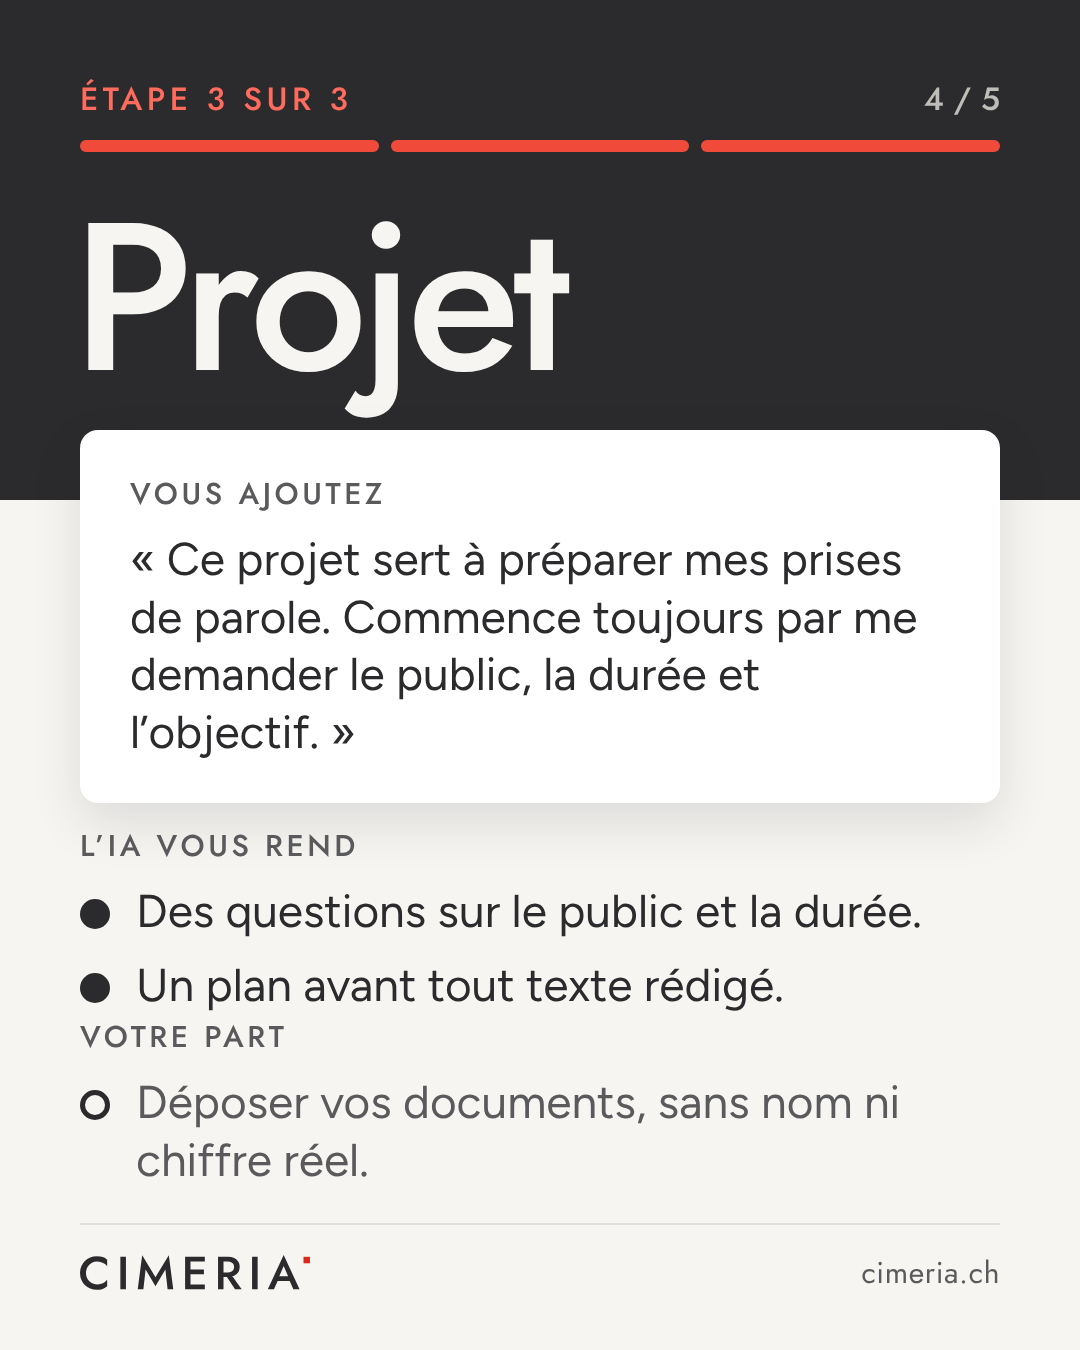 ÉTAPE 3 SUR 3
4 / 5
Projet
VOUS AJOUTEZ
« Ce projet sert à préparer mes prises
de parole. Commence toujours par me
demander le public, la durée et
l’objectif. »
L’IA VOUS REND
Des questions sur le public et la durée.
Un plan avant tout texte rédigé.
VOTRE PART
Déposer vos documents, sans nom ni
chiffre réel.
CIMERIA
cimeria.ch